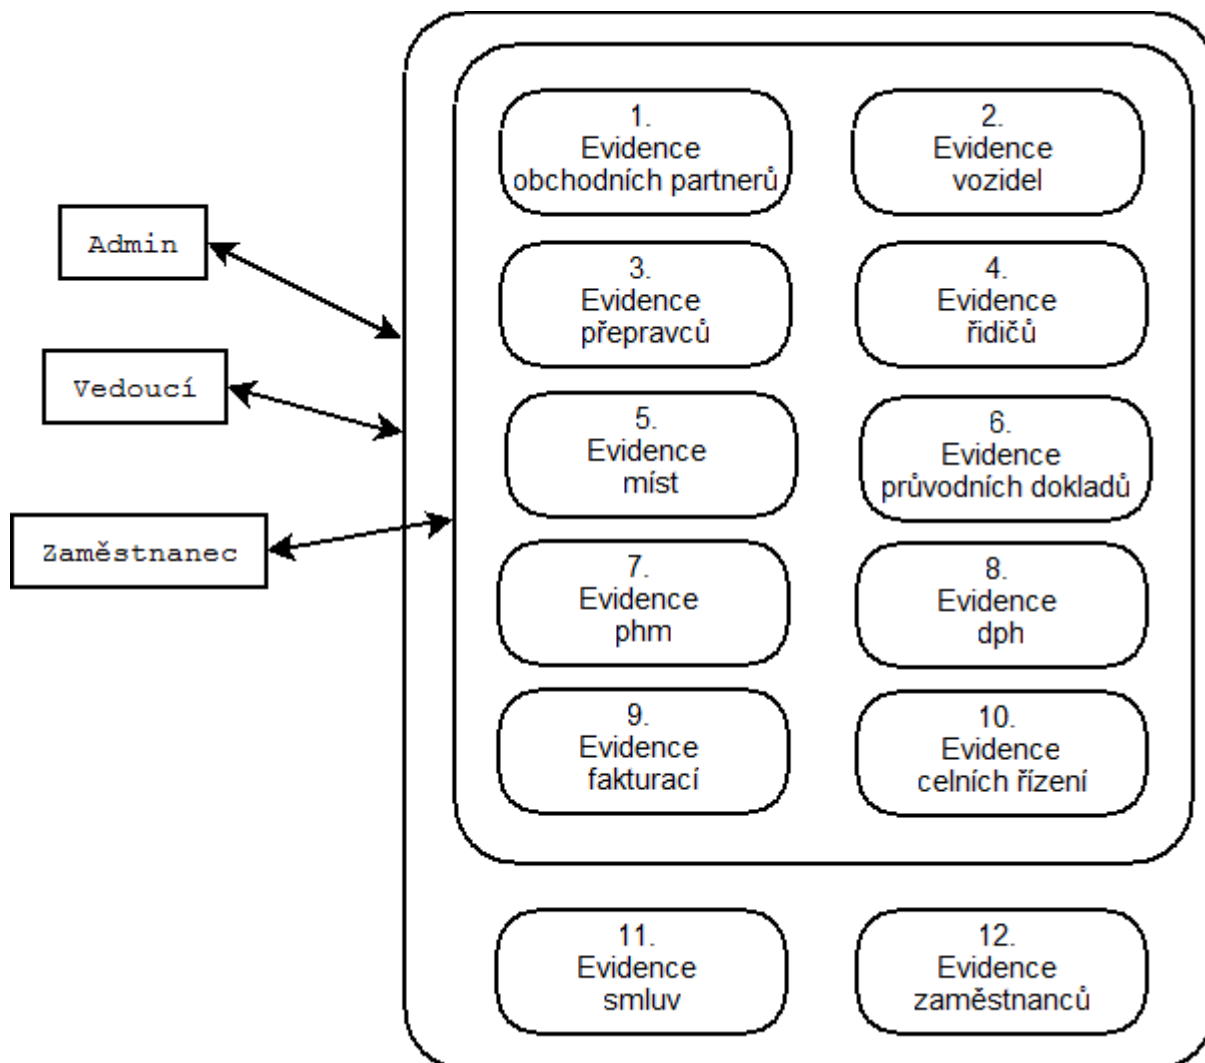 Admin
Vedoucí
Zaměstnanec
1.
Evidence
obchodních partnerů
2.
Evidence
vozidel
3.
Evidence
přepravců
4.
Evidence
řidičů
5.
Evidence
míst
6.
Evidence
průvodních dokladů
7.
Evidence
phm
8.
Evidence
dph
9.
Evidence
fakturací
10.
Evidence
celních řízení
11.
Evidence
smluv
12.
Evidence
zaměstnanců